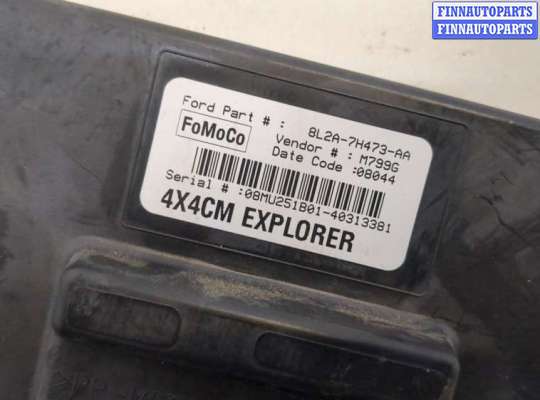 FINNAUTOPARTS
FINNAUTOPARTS
Ford Part # : 8L2A-7H473-AA
FoMoCo
Vendor # : M799G
Date Code :08044
Serial # :08MU251B01-40313381
4X4CM EXPLORER